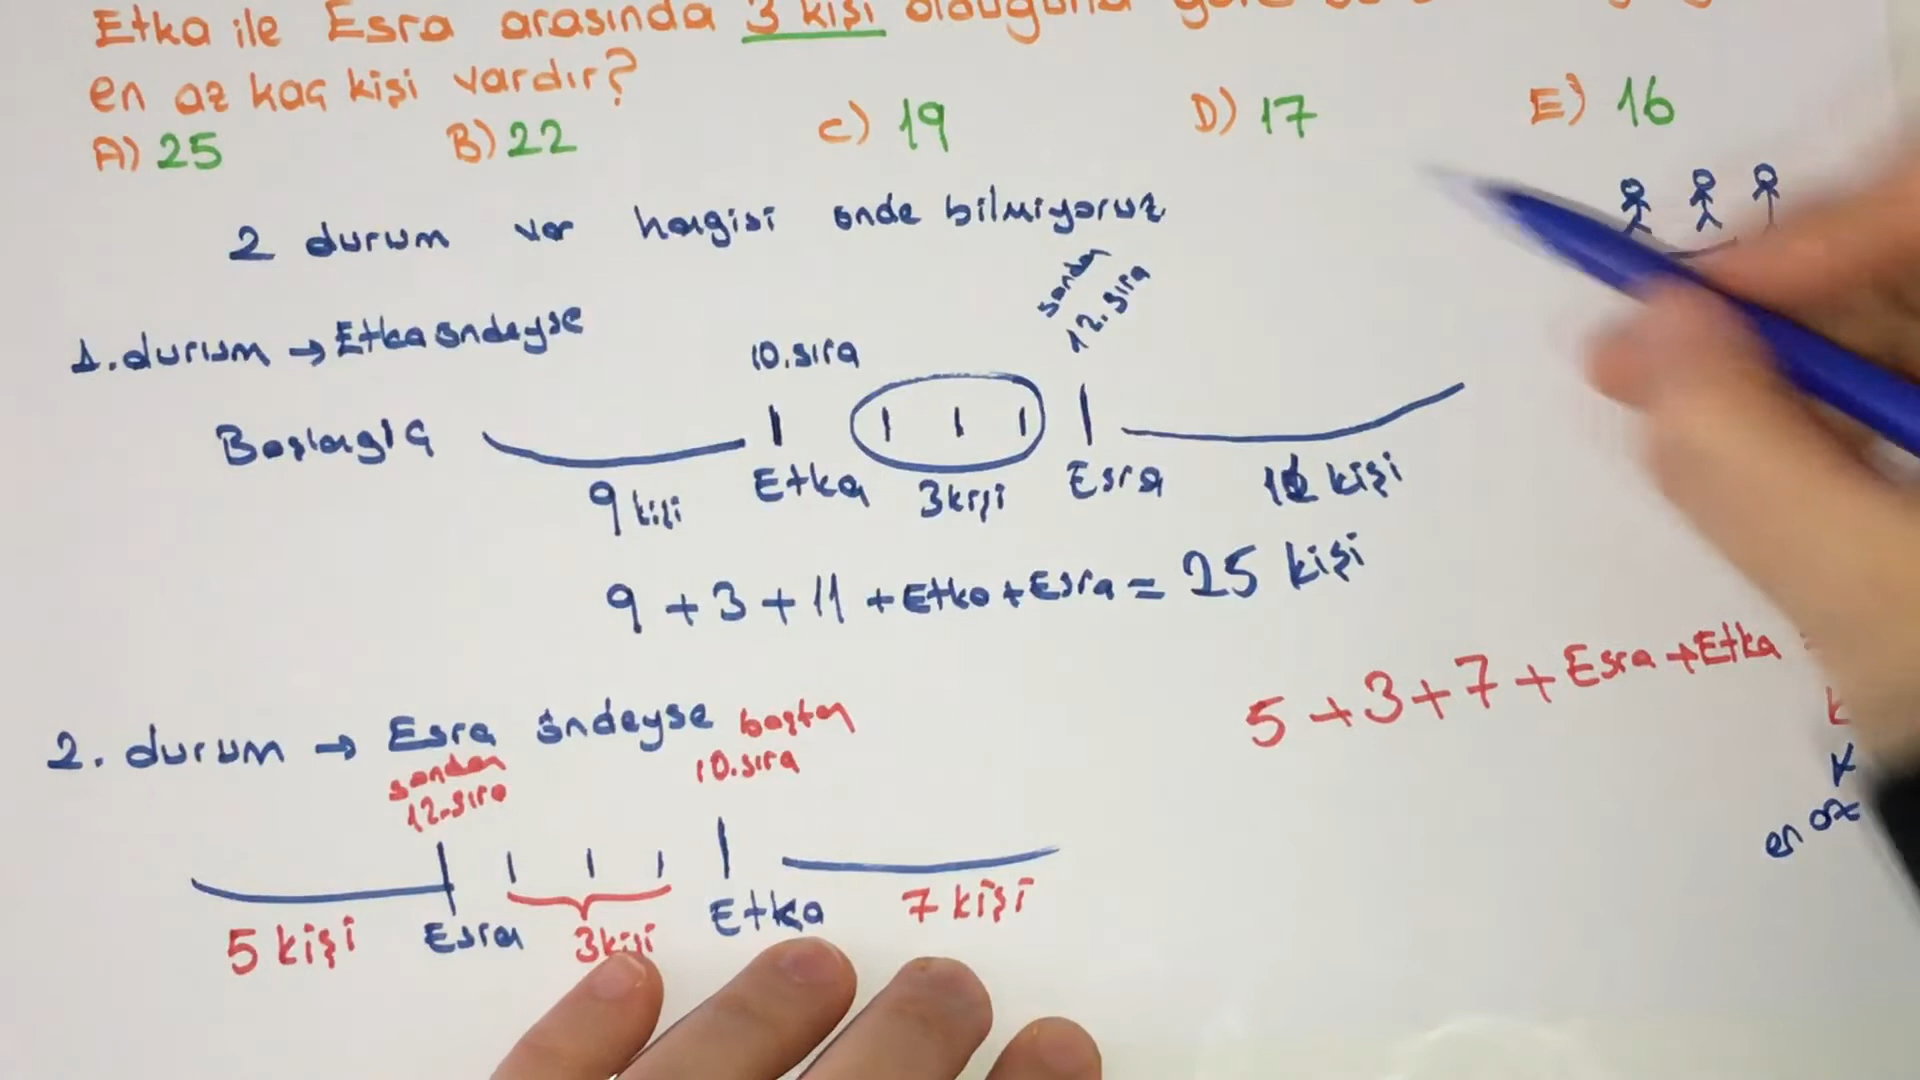 Etka ile Esra arasında 3 kişi olduğuna göre
en az kaç kişi vardır?
A) 25 B) 22 C) 19 D) 17 E) 16
2 durum var hangisi önde bilmiyoruz
1. durum → Etka öndeyse
10. sıra
sondan
12. sıra
Başlangıç
Etka
Esra
9 kişi
3 kişi
kişi
9 + 3 + 11 + Etka + Esra = 25 kişi
5 + 3 + 7 + Esra + Etka
2. durum → Esra öndeyse
baştan
10. sıra
sondan
12. sıra
en az
5 kişi
Esra
3 kişi
Etka
7 kişi